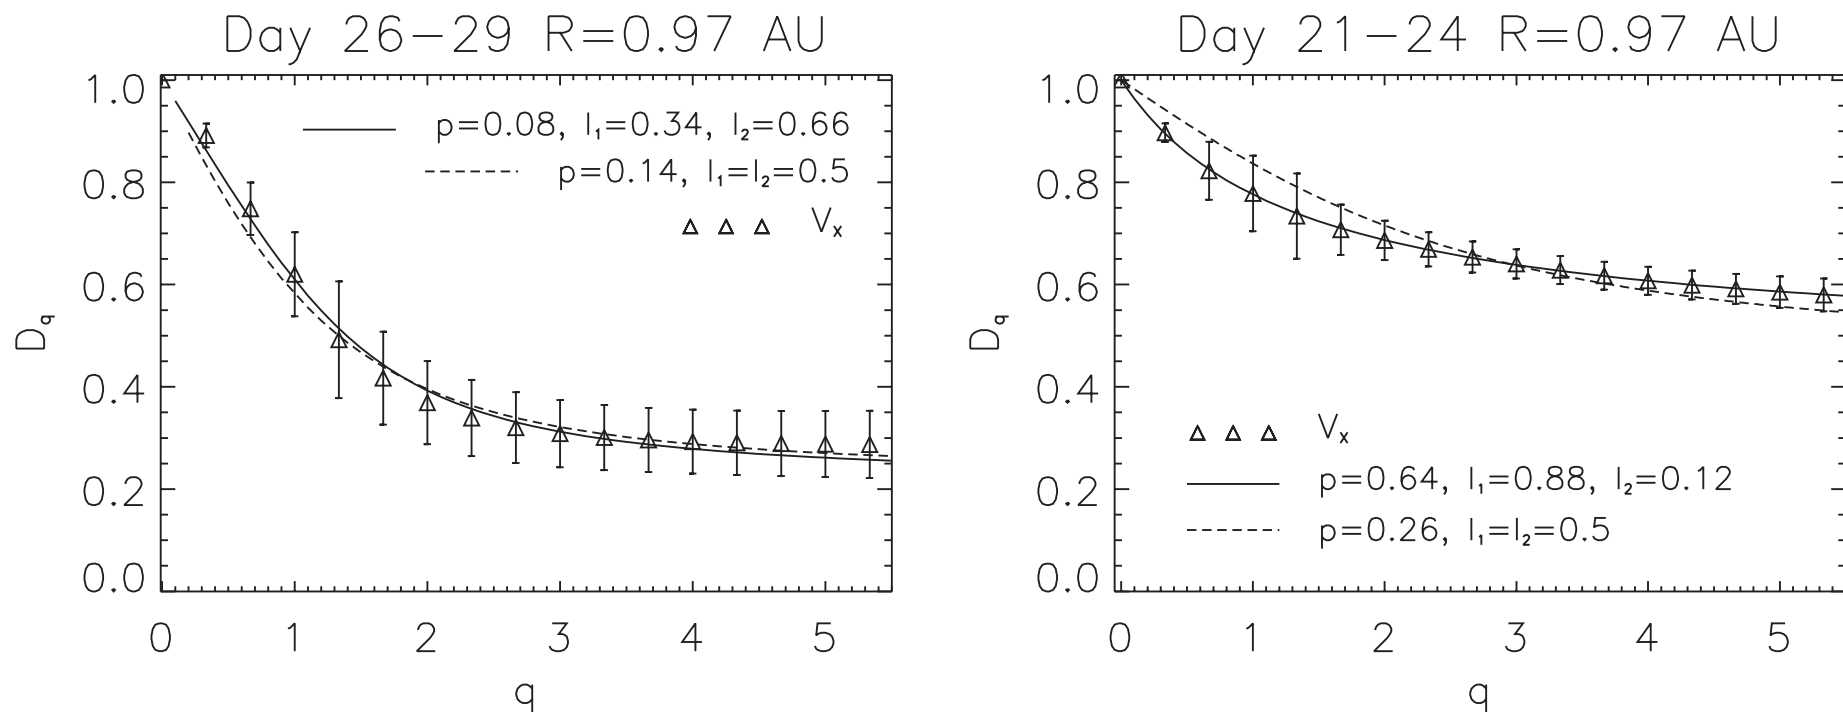 Day 26−29 R=0.97 AU
1.0
0.8
0.6
0.4
0.2
0.0
D_q
p=0.08, l₁=0.34, l₂=0.66
p=0.14, l₁=l₂=0.5
Vₓ
0 1 2 3 4 5
q
Day 21−24 R=0.97 AU
1.0
0.8
0.6
0.4
0.2
0.0
D_q
Vₓ
p=0.64, l₁=0.88, l₂=0.12
p=0.26, l₁=l₂=0.5
0 1 2 3 4 5
q